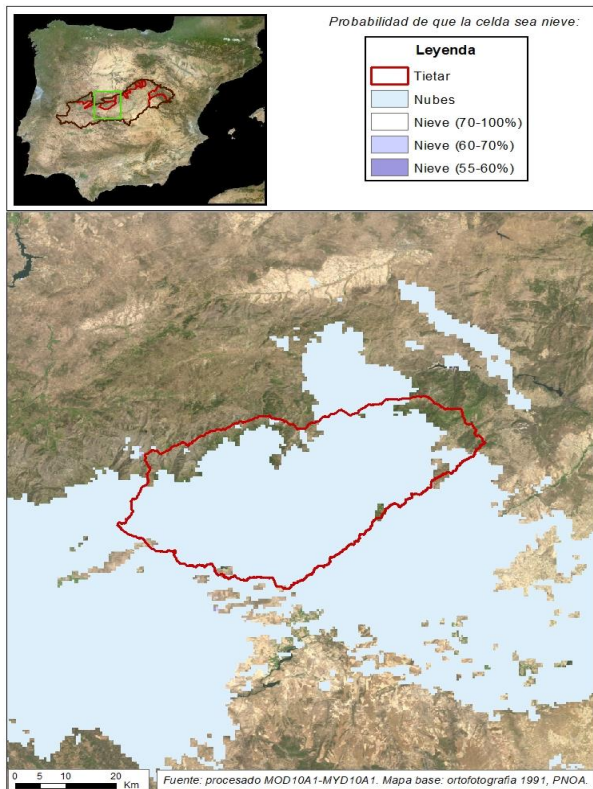 Probabilidad de que la celda sea nieve:
Leyenda
Tietar
Nubes
Nieve (70-100%)
Nieve (60-70%)
Nieve (55-60%)
0 5 10 20
Km
Fuente: procesado MOD10A1-MYD10A1. Mapa base: ortofotografia 1991, PNOA.